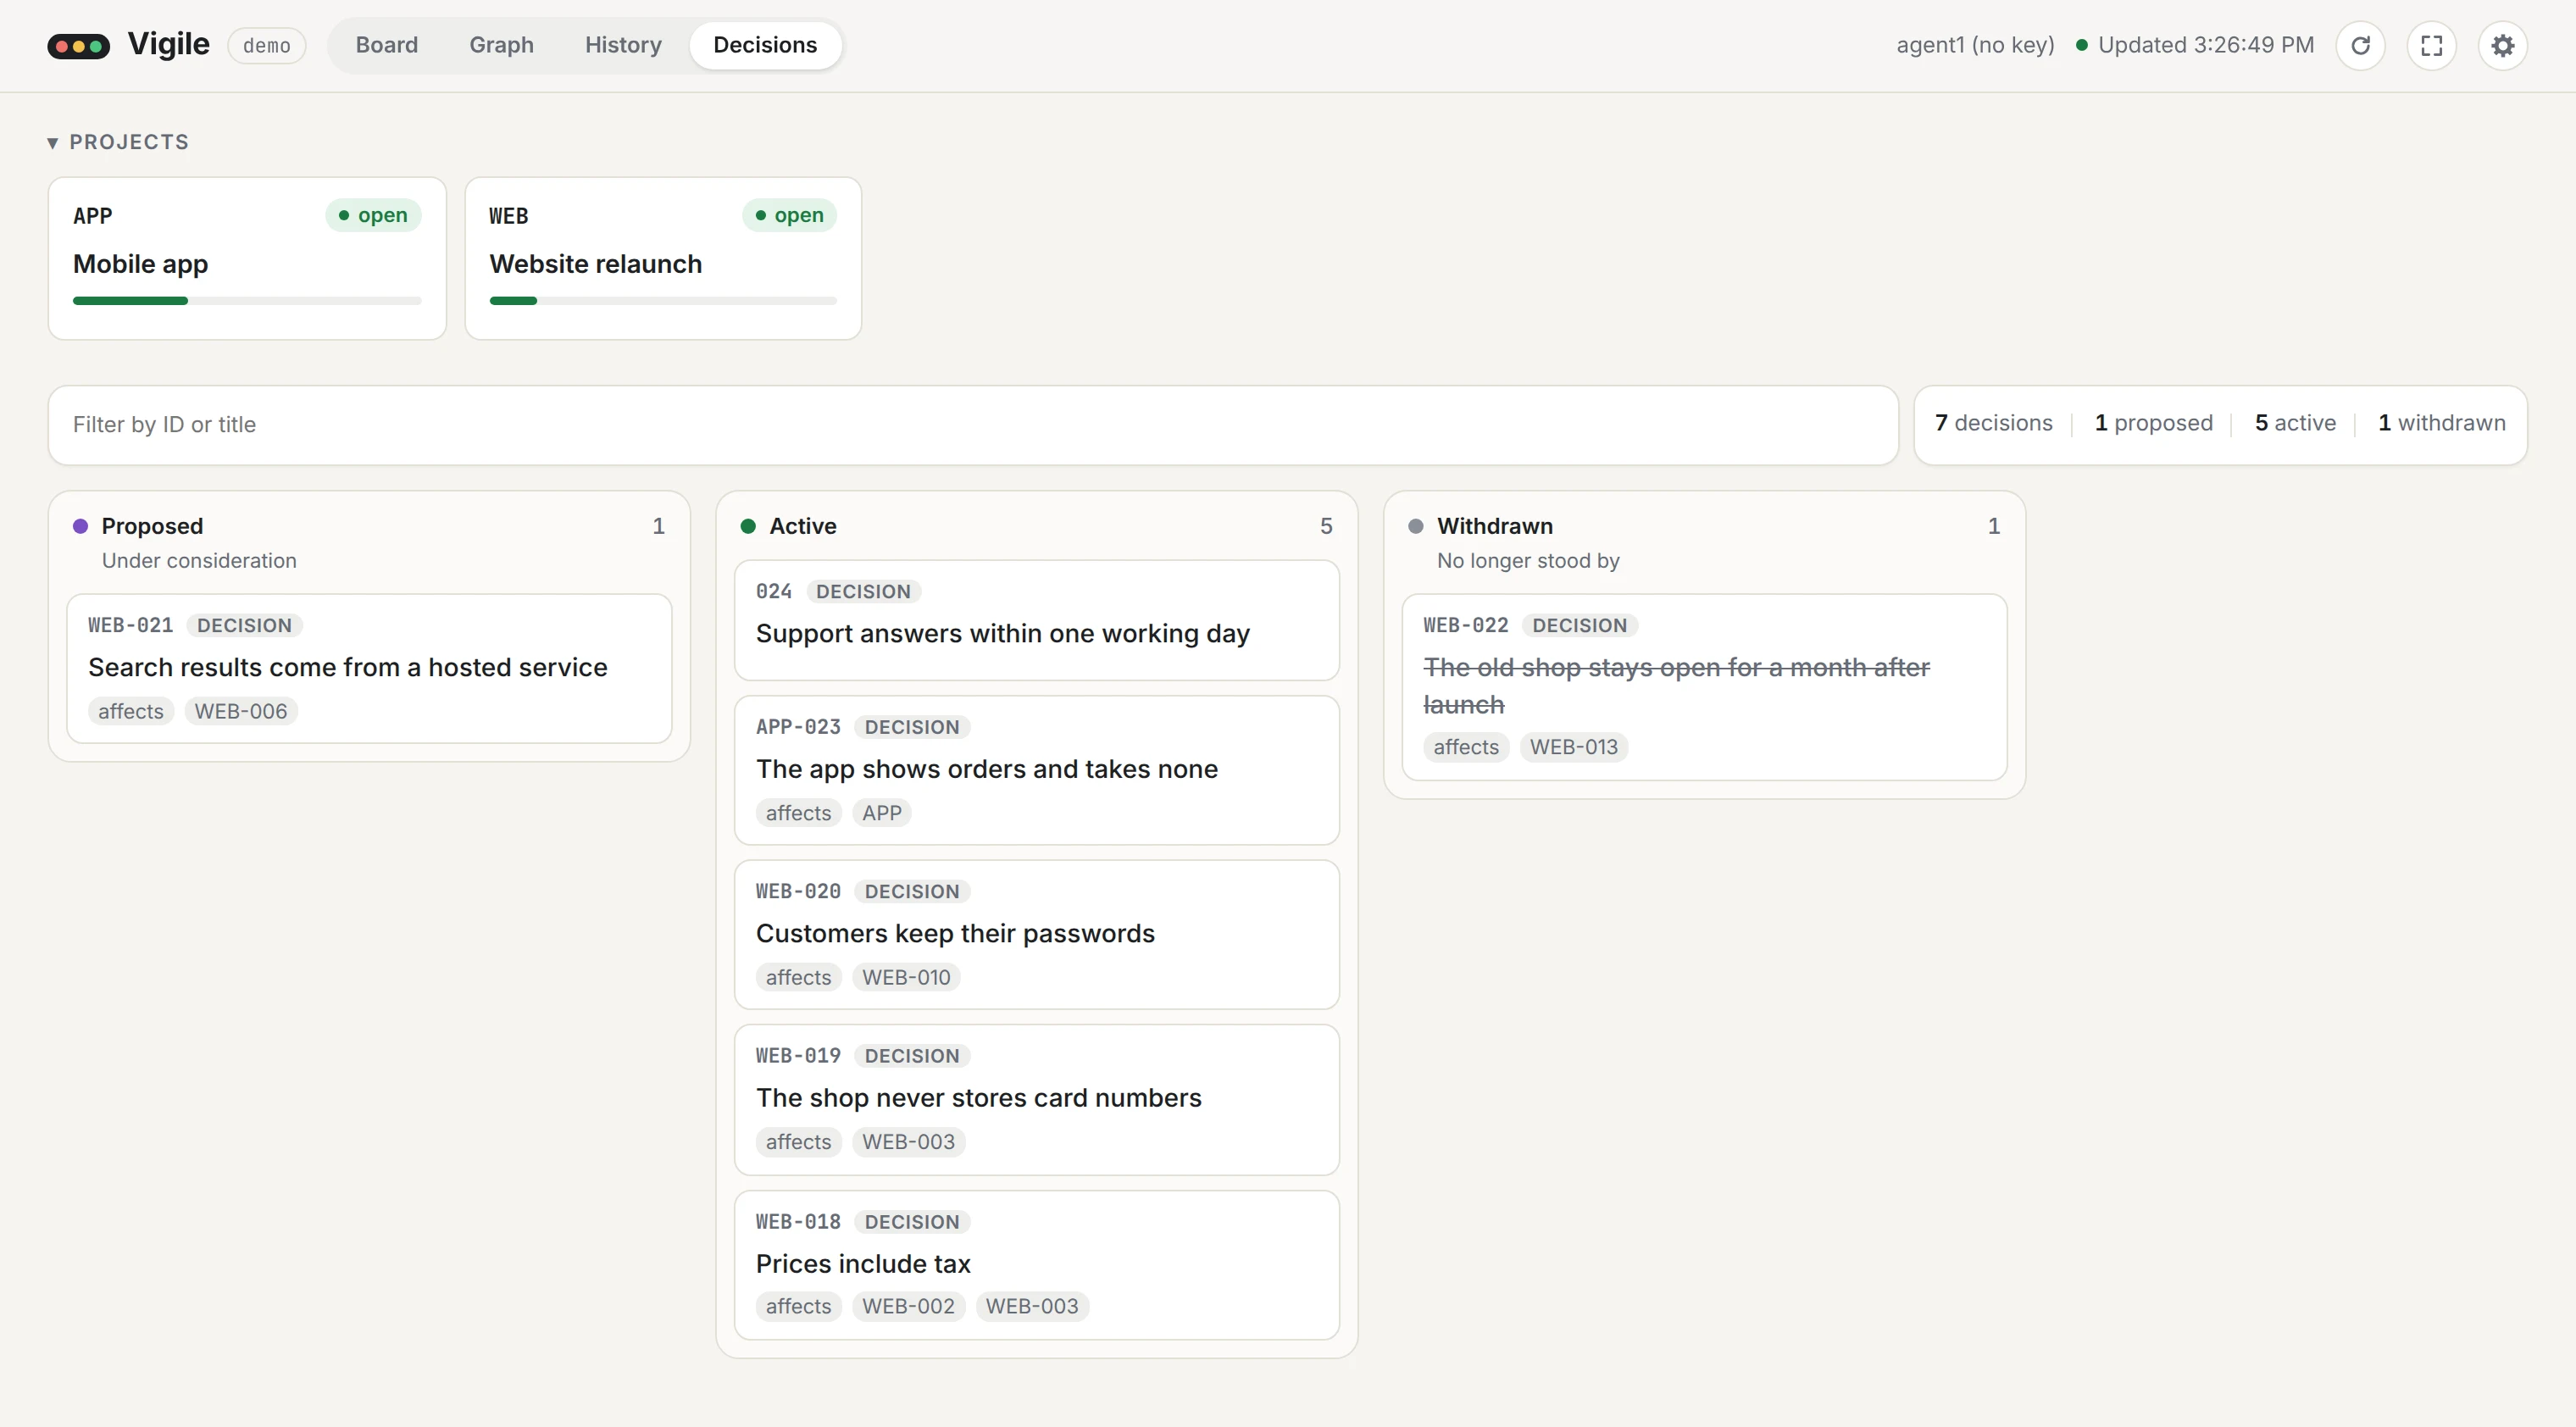 Vigile demo Board Graph History Decisions agent1 (no key) Updated 3:26:49 PM
PROJECTS
APP open
Mobile app
WEB open
Website relaunch
Filter by ID or title
7 decisions 1 proposed 5 active 1 withdrawn
Proposed 1
Under consideration
WEB-021 DECISION
Search results come from a hosted service
affects WEB-006
Active 5
024 DECISION
Support answers within one working day
APP-023 DECISION
The app shows orders and takes none
affects APP
WEB-020 DECISION
Customers keep their passwords
affects WEB-010
WEB-019 DECISION
The shop never stores card numbers
affects WEB-003
WEB-018 DECISION
Prices include tax
affects WEB-002 WEB-003
Withdrawn 1
No longer stood by
WEB-022 DECISION
The old shop stays open for a month after
launch
affects WEB-013